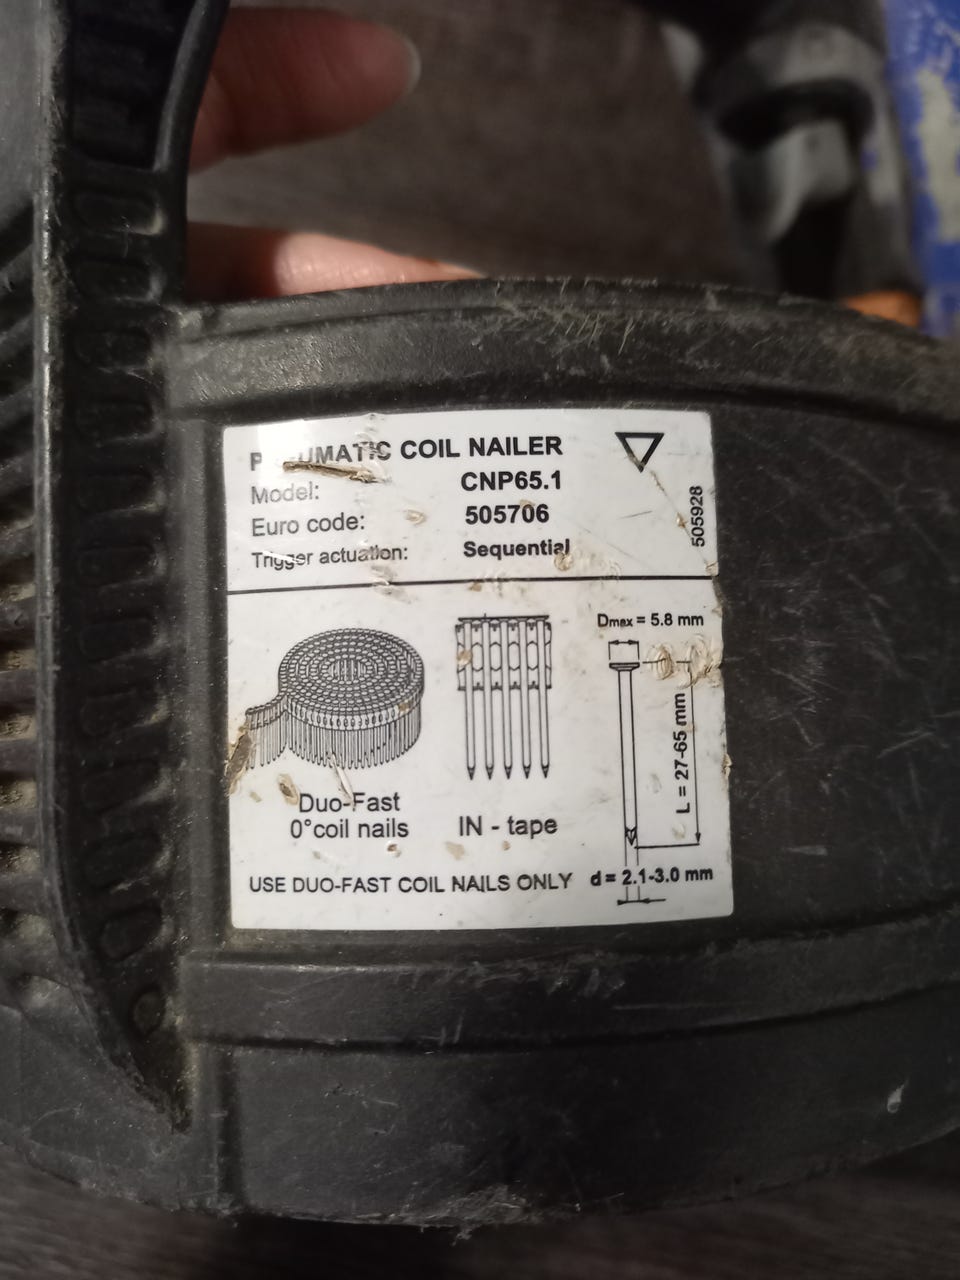 PNEUMATIC COIL NAILER
Model: CNP65.1
Euro code: 505706
Trigger actuation: Sequential
505928
Dmax = 5.8 mm
L = 27-65 mm
Duo-Fast
0°coil nails
IN - tape
USE DUO-FAST COIL NAILS ONLY
d = 2.1-3.0 mm